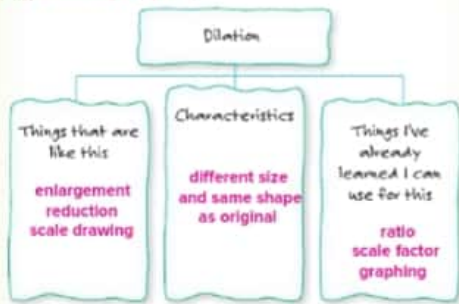 Dilation
Things that are
like this
enlargement
reduction
scale drawing
Characteristics
different size
and same shape
as original
Things I've
already
learned I can
use for this
ratio
scale factor
graphing